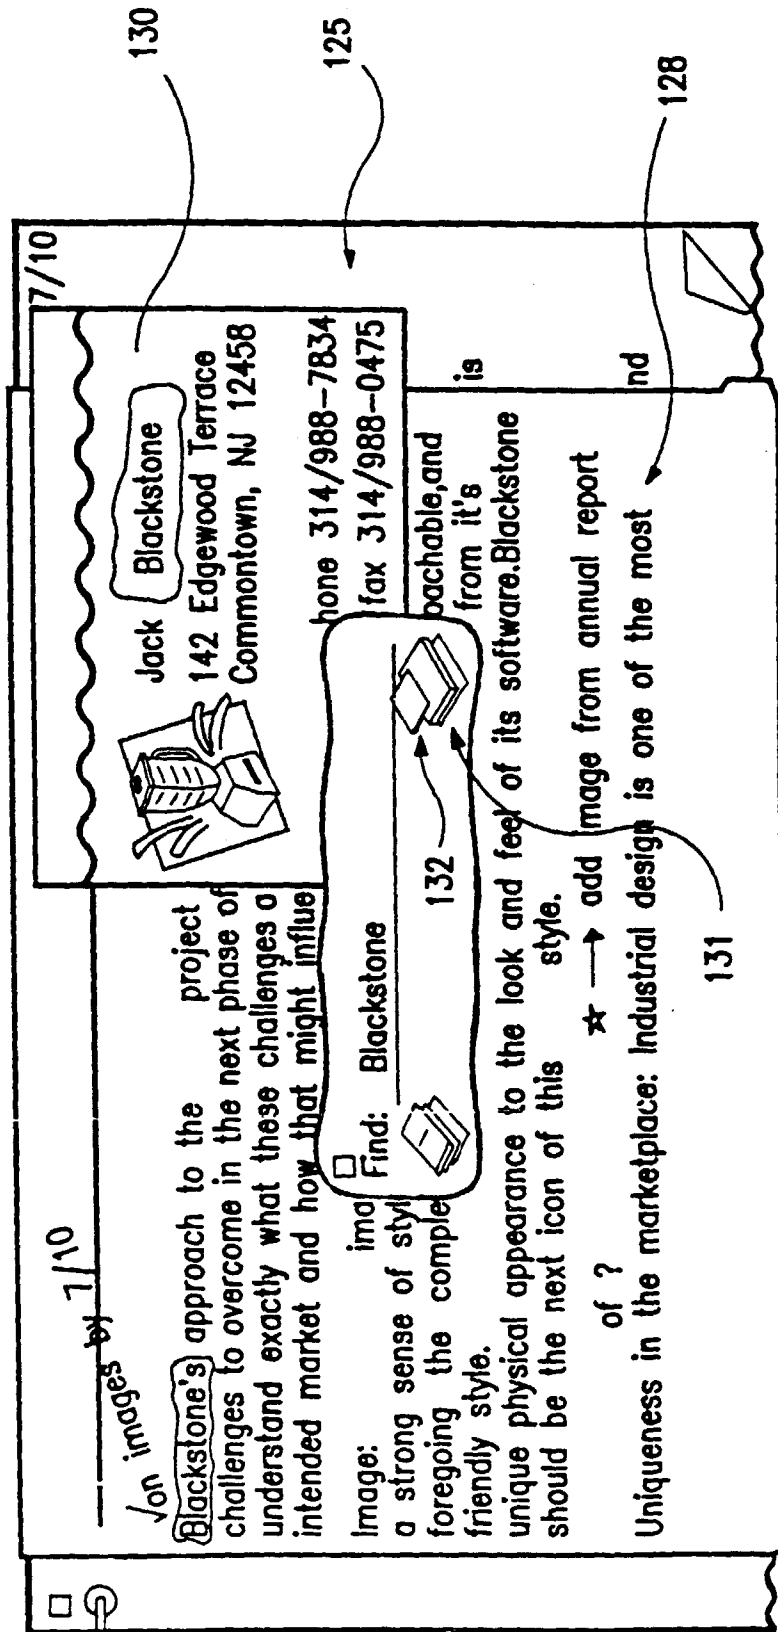 7/10
√on images by 7/10
Blackstone's approach to the project
challenges to overcome in the next phase of
understand exactly what these challenges a
intended market and how that might influe
Jack Blackstone
142 Edgewood Terrace
Commontown, NJ 12458
hone 314/988-7834
fax 314/988-0475
Find: Blackstone
Image: ima oachable,and is
a strong sense of styl from it's
foregoing the comple
friendly style.
unique physical appearance to the look and feel of its software.Blackstone
should be the next icon of this style.
☆ → add image from annual report
of ?
nd
Uniqueness in the marketplace: Industrial design is one of the most
130
125
128
132
131